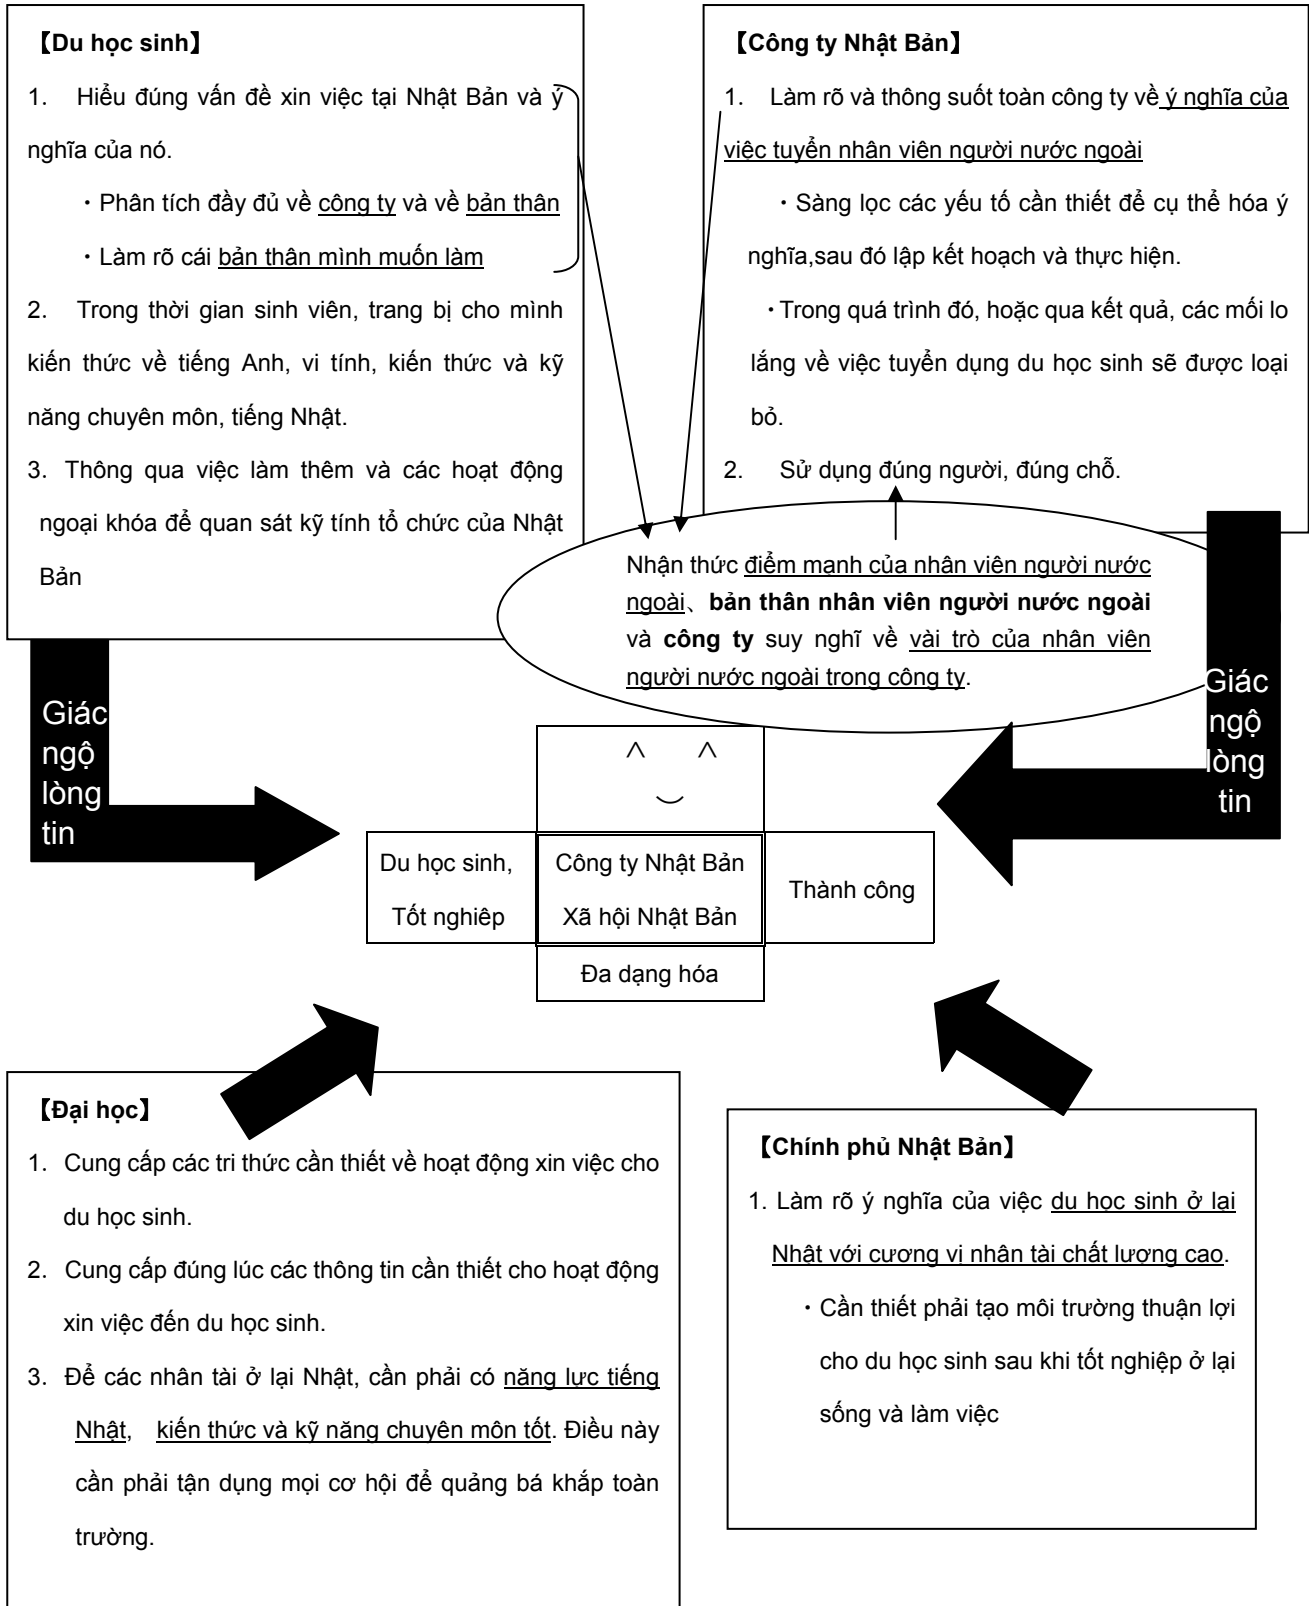 【Du học sinh】
1. Hiểu đúng vấn đề xin việc tại Nhật Bản và ý
nghĩa của nó.
・Phân tích đầy đủ về công ty và về bản thân
・Làm rõ cái bản thân mình muốn làm
2. Trong thời gian sinh viên, trang bị cho mình
kiến thức về tiếng Anh, vi tính, kiến thức và kỹ
năng chuyên môn, tiếng Nhật.
3. Thông qua việc làm thêm và các hoạt động
ngoại khóa để quan sát kỹ tính tổ chức của Nhật
Bản
【Công ty Nhật Bản】
1. Làm rõ và thông suốt toàn công ty về ý nghĩa của
việc tuyển nhân viên người nước ngoài
・Sàng lọc các yếu tố cần thiết để cụ thể hóa ý
nghĩa,sau đó lập kết hoạch và thực hiện.
・Trong quá trình đó, hoặc qua kết quả, các mối lo
lắng về việc tuyển dụng du học sinh sẽ được loại
bỏ.
2. Sử dụng đúng người, đúng chỗ.
Nhận thức điểm mạnh của nhân viên người nước
ngoài、bản thân nhân viên người nước ngoài
và công ty suy nghĩ về vài trò của nhân viên
người nước ngoài trong công ty.
Giác
ngộ
lòng
tin
Giác
ngộ
lòng
tin
^ ^
Du học sinh,
Tốt nghiêp
Công ty Nhật Bản
Xã hội Nhật Bản
Thành công
Đa dạng hóa
【Đại học】
1. Cung cấp các tri thức cần thiết về hoạt động xin việc cho
du học sinh.
2. Cung cấp đúng lúc các thông tin cần thiết cho hoạt động
xin việc đến du học sinh.
3. Để các nhân tài ở lại Nhật, cần phải có năng lực tiếng
Nhật, kiến thức và kỹ năng chuyên môn tốt. Điều này
cần phải tận dụng mọi cơ hội để quảng bá khắp toàn
trường.
【Chính phủ Nhật Bản】
1. Làm rõ ý nghĩa của việc du học sinh ở lại
Nhật với cương vị nhân tài chất lượng cao.
・Cần thiết phải tạo môi trường thuận lợi
cho du học sinh sau khi tốt nghiệp ở lại
sống và làm việc